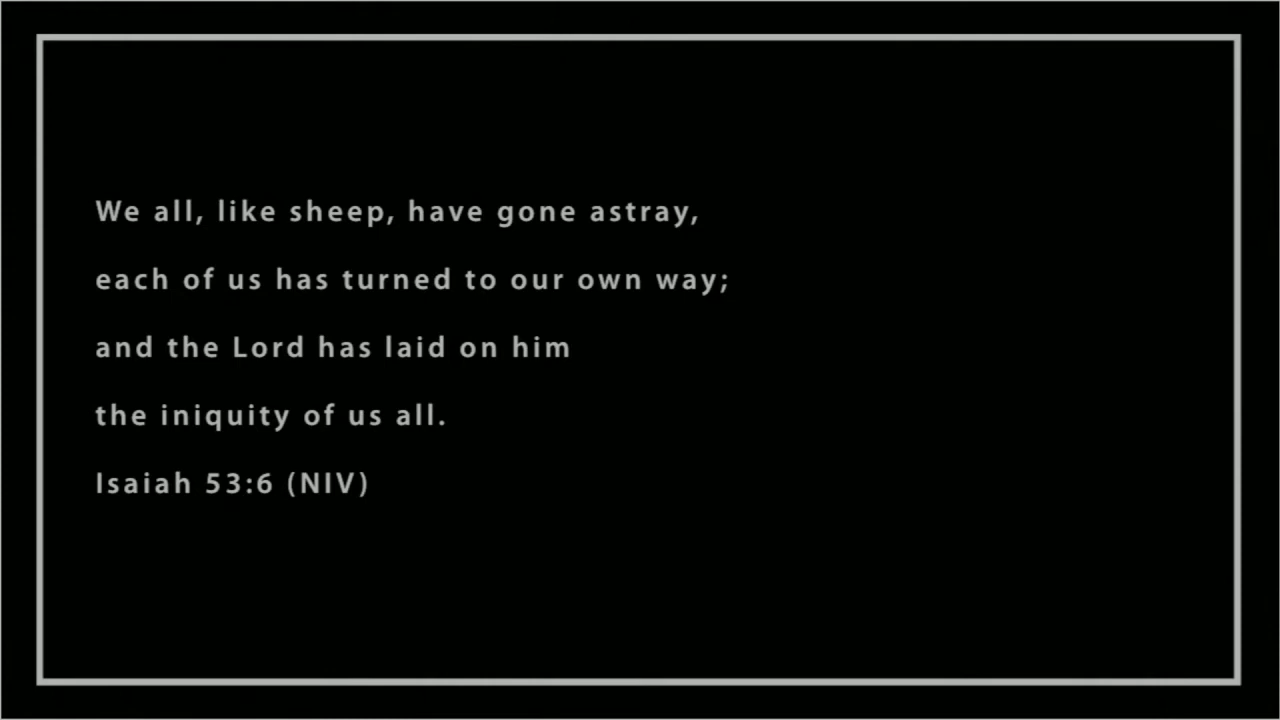 We all, like sheep, have gone astray,
each of us has turned to our own way;
and the Lord has laid on him
the iniquity of us all.
Isaiah 53:6 (NIV)